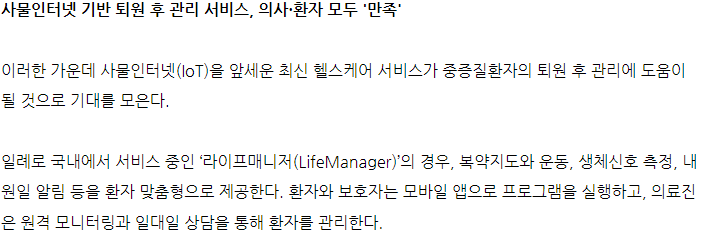 사물인터넷 기반 퇴원 후 관리 서비스, 의사·환자 모두 '만족'
이러한 가운데 사물인터넷(IoT)을 앞세운 최신 헬스케어 서비스가 중증질환자의 퇴원 후 관리에 도움이
될 것으로 기대를 모은다.
일례로 국내에서 서비스 중인 ‘라이프매니저(LifeManager)’의 경우, 복약지도와 운동, 생체신호 측정, 내
원일 알림 등을 환자 맞춤형으로 제공한다. 환자와 보호자는 모바일 앱으로 프로그램을 실행하고, 의료진
은 원격 모니터링과 일대일 상담을 통해 환자를 관리한다.